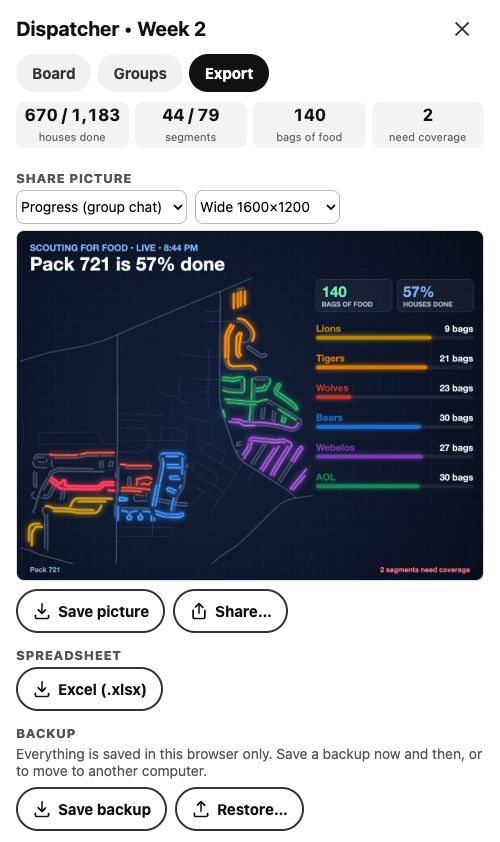 Dispatcher • Week 2
Board
Groups
Export
670 / 1,183
houses done
44 / 79
segments
140
bags of food
2
need coverage
SHARE PICTURE
Progress (group chat)
Wide 1600×1200
SCOUTING FOR FOOD • LIVE • 8:44 PM
Pack 721 is 57% done
140
BAGS OF FOOD
57%
HOUSES DONE
Lions 9 bags
Tigers 21 bags
Wolves 23 bags
Bears 30 bags
Webelos 27 bags
AOL 30 bags
Pack 721
2 segments need coverage
Save picture
Share...
SPREADSHEET
Excel (.xlsx)
BACKUP
Everything is saved in this browser only. Save a backup now and then, or
to move to another computer.
Save backup
Restore...